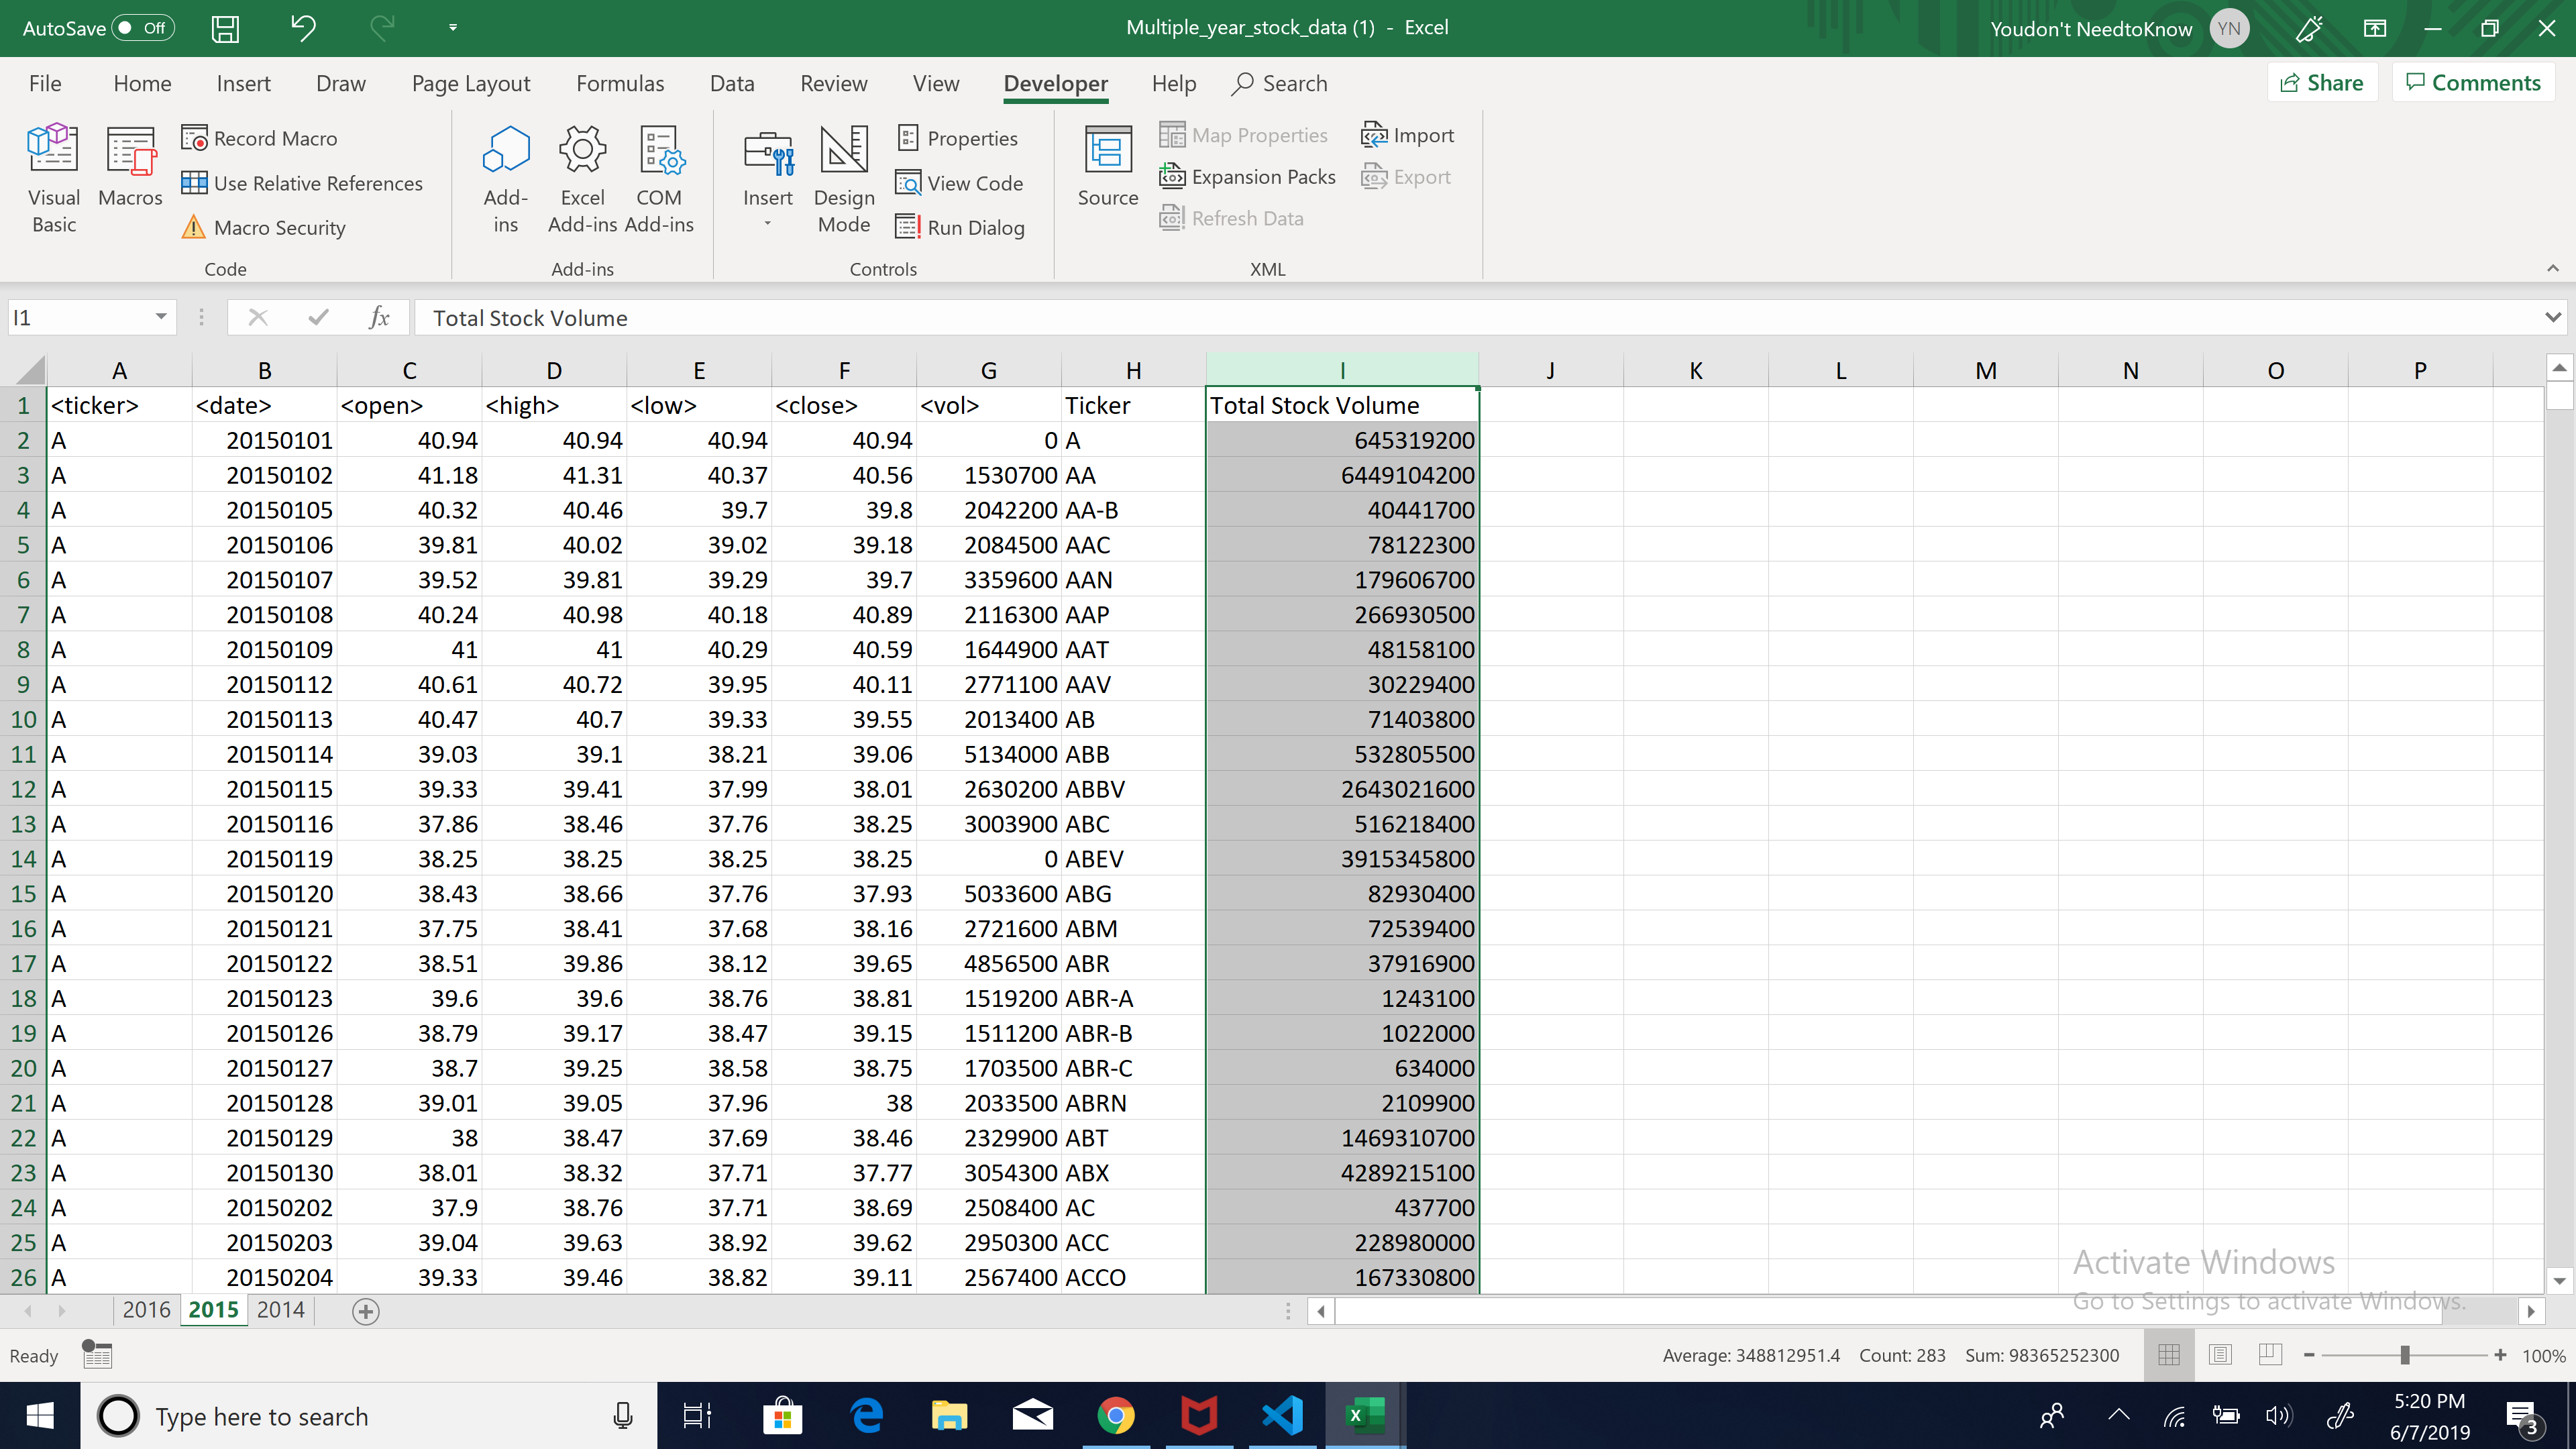 AutoSave Off Multiple_year_stock_data (1) - Excel Youdon't NeedtoKnow YN
File Home Insert Draw Page Layout Formulas Data Review View Developer Help Search Share Comments
Visual Basic
Macros
Record Macro
Use Relative References
Macro Security
Code
Add-ins
Excel Add-ins
COM Add-ins
Add-ins
Insert
Design Mode
Properties
View Code
Run Dialog
Controls
Source
Map Properties
Expansion Packs
Refresh Data
Import
Export
XML
I1 fx Total Stock Volume
A B C D E F G H I J K L M N O P
1 <ticker> <date> <open> <high> <low> <close> <vol> Ticker Total Stock Volume
2 A 20150101 40.94 40.94 40.94 40.94 0 A 645319200
3 A 20150102 41.18 41.31 40.37 40.56 1530700 AA 6449104200
4 A 20150105 40.32 40.46 39.7 39.8 2042200 AA-B 40441700
5 A 20150106 39.81 40.02 39.02 39.18 2084500 AAC 78122300
6 A 20150107 39.52 39.81 39.29 39.7 3359600 AAN 179606700
7 A 20150108 40.24 40.98 40.18 40.89 2116300 AAP 266930500
8 A 20150109 41 41 40.29 40.59 1644900 AAT 48158100
9 A 20150112 40.61 40.72 39.95 40.11 2771100 AAV 30229400
10 A 20150113 40.47 40.7 39.33 39.55 2013400 AB 71403800
11 A 20150114 39.03 39.1 38.21 39.06 5134000 ABB 532805500
12 A 20150115 39.33 39.41 37.99 38.01 2630200 ABBV 2643021600
13 A 20150116 37.86 38.46 37.76 38.25 3003900 ABC 516218400
14 A 20150119 38.25 38.25 38.25 38.25 0 ABEV 3915345800
15 A 20150120 38.43 38.66 37.76 37.93 5033600 ABG 82930400
16 A 20150121 37.75 38.41 37.68 38.16 2721600 ABM 72539400
17 A 20150122 38.51 39.86 38.12 39.65 4856500 ABR 37916900
18 A 20150123 39.6 39.6 38.76 38.81 1519200 ABR-A 1243100
19 A 20150126 38.79 39.17 38.47 39.15 1511200 ABR-B 1022000
20 A 20150127 38.7 39.25 38.58 38.75 1703500 ABR-C 634000
21 A 20150128 39.01 39.05 37.96 38 2033500 ABRN 2109900
22 A 20150129 38 38.47 37.69 38.46 2329900 ABT 1469310700
23 A 20150130 38.01 38.32 37.71 37.77 3054300 ABX 4289215100
24 A 20150202 37.9 38.76 37.71 38.69 2508400 AC 437700
25 A 20150203 39.04 39.63 38.92 39.62 2950300 ACC 228980000
26 A 20150204 39.33 39.46 38.82 39.11 2567400 ACCO 167330800
Activate Windows
Go to Settings to activate Windows.
2016 2015 2014
Ready Average: 348812951.4 Count: 283 Sum: 98365252300 100%
Type here to search 5:20 PM
6/7/2019 3